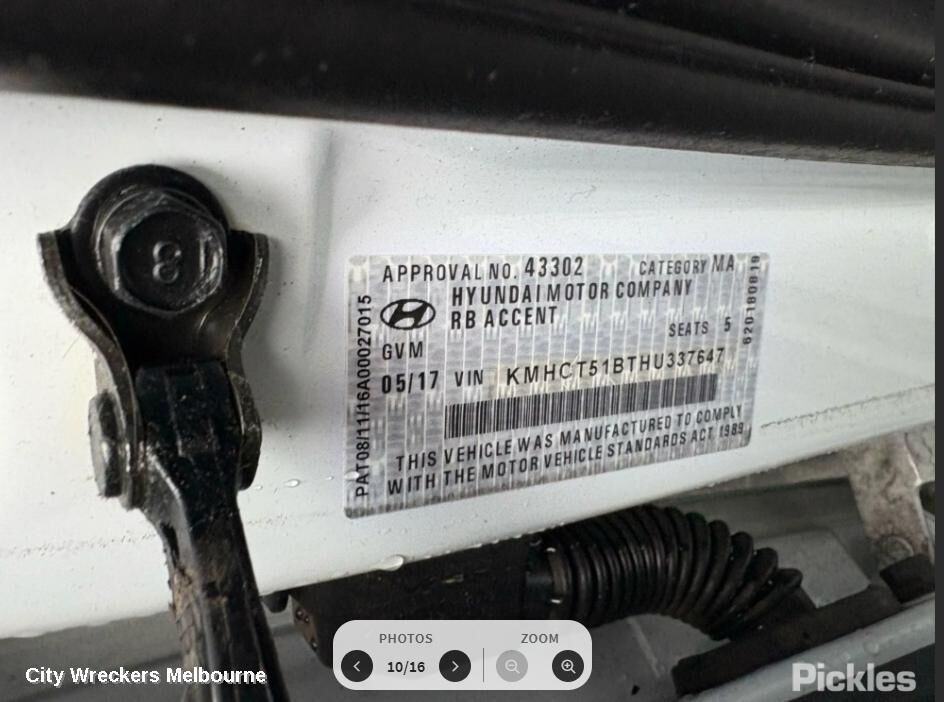 8
APPROVAL NO. 43302
CATEGORY MA
HYUNDAI MOTOR COMPANY
RB ACCENT
SEATS 5
GVM
05/17 VIN KMHCT51BTHU337647
THIS VEHICLE WAS MANUFACTURED TO COMPLY
WITH THE MOTOR VEHICLE STANDARDS ACT 1989
PAT08/11/16A00027015
PHOTOS
ZOOM
10/16
City Wreckers Melbourne
Pickles